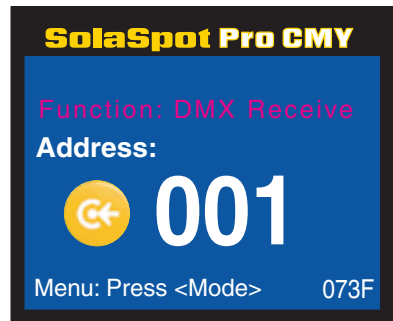 SolaSpot Pro CMY
Function: DMX Receive
Address:
001
Menu: Press <Mode> 073F